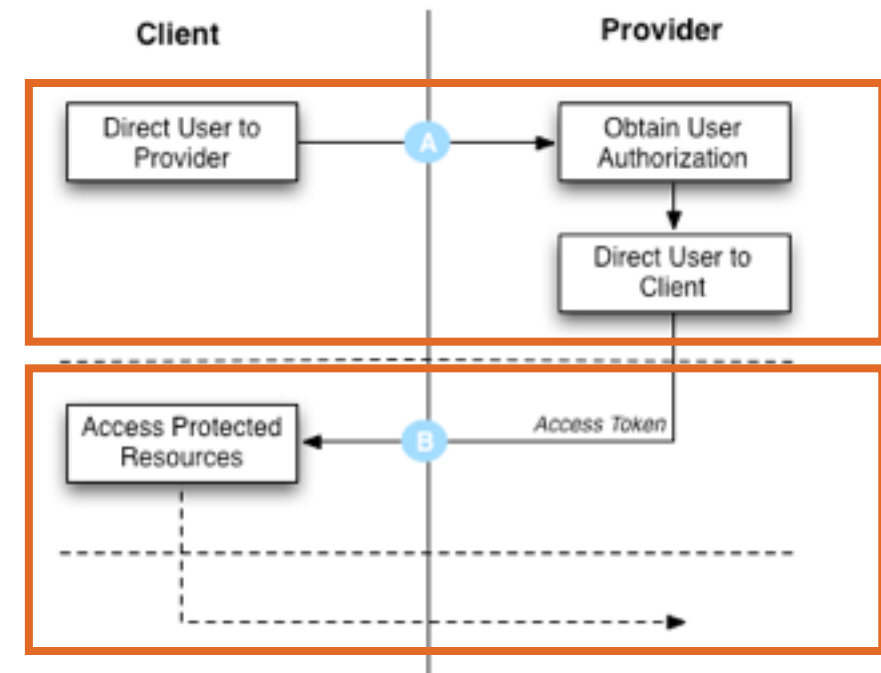 Client
Provider
Direct User to
Provider
A
Obtain User
Authorization
Direct User to
Client
Access Token
Access Protected
Resources
B